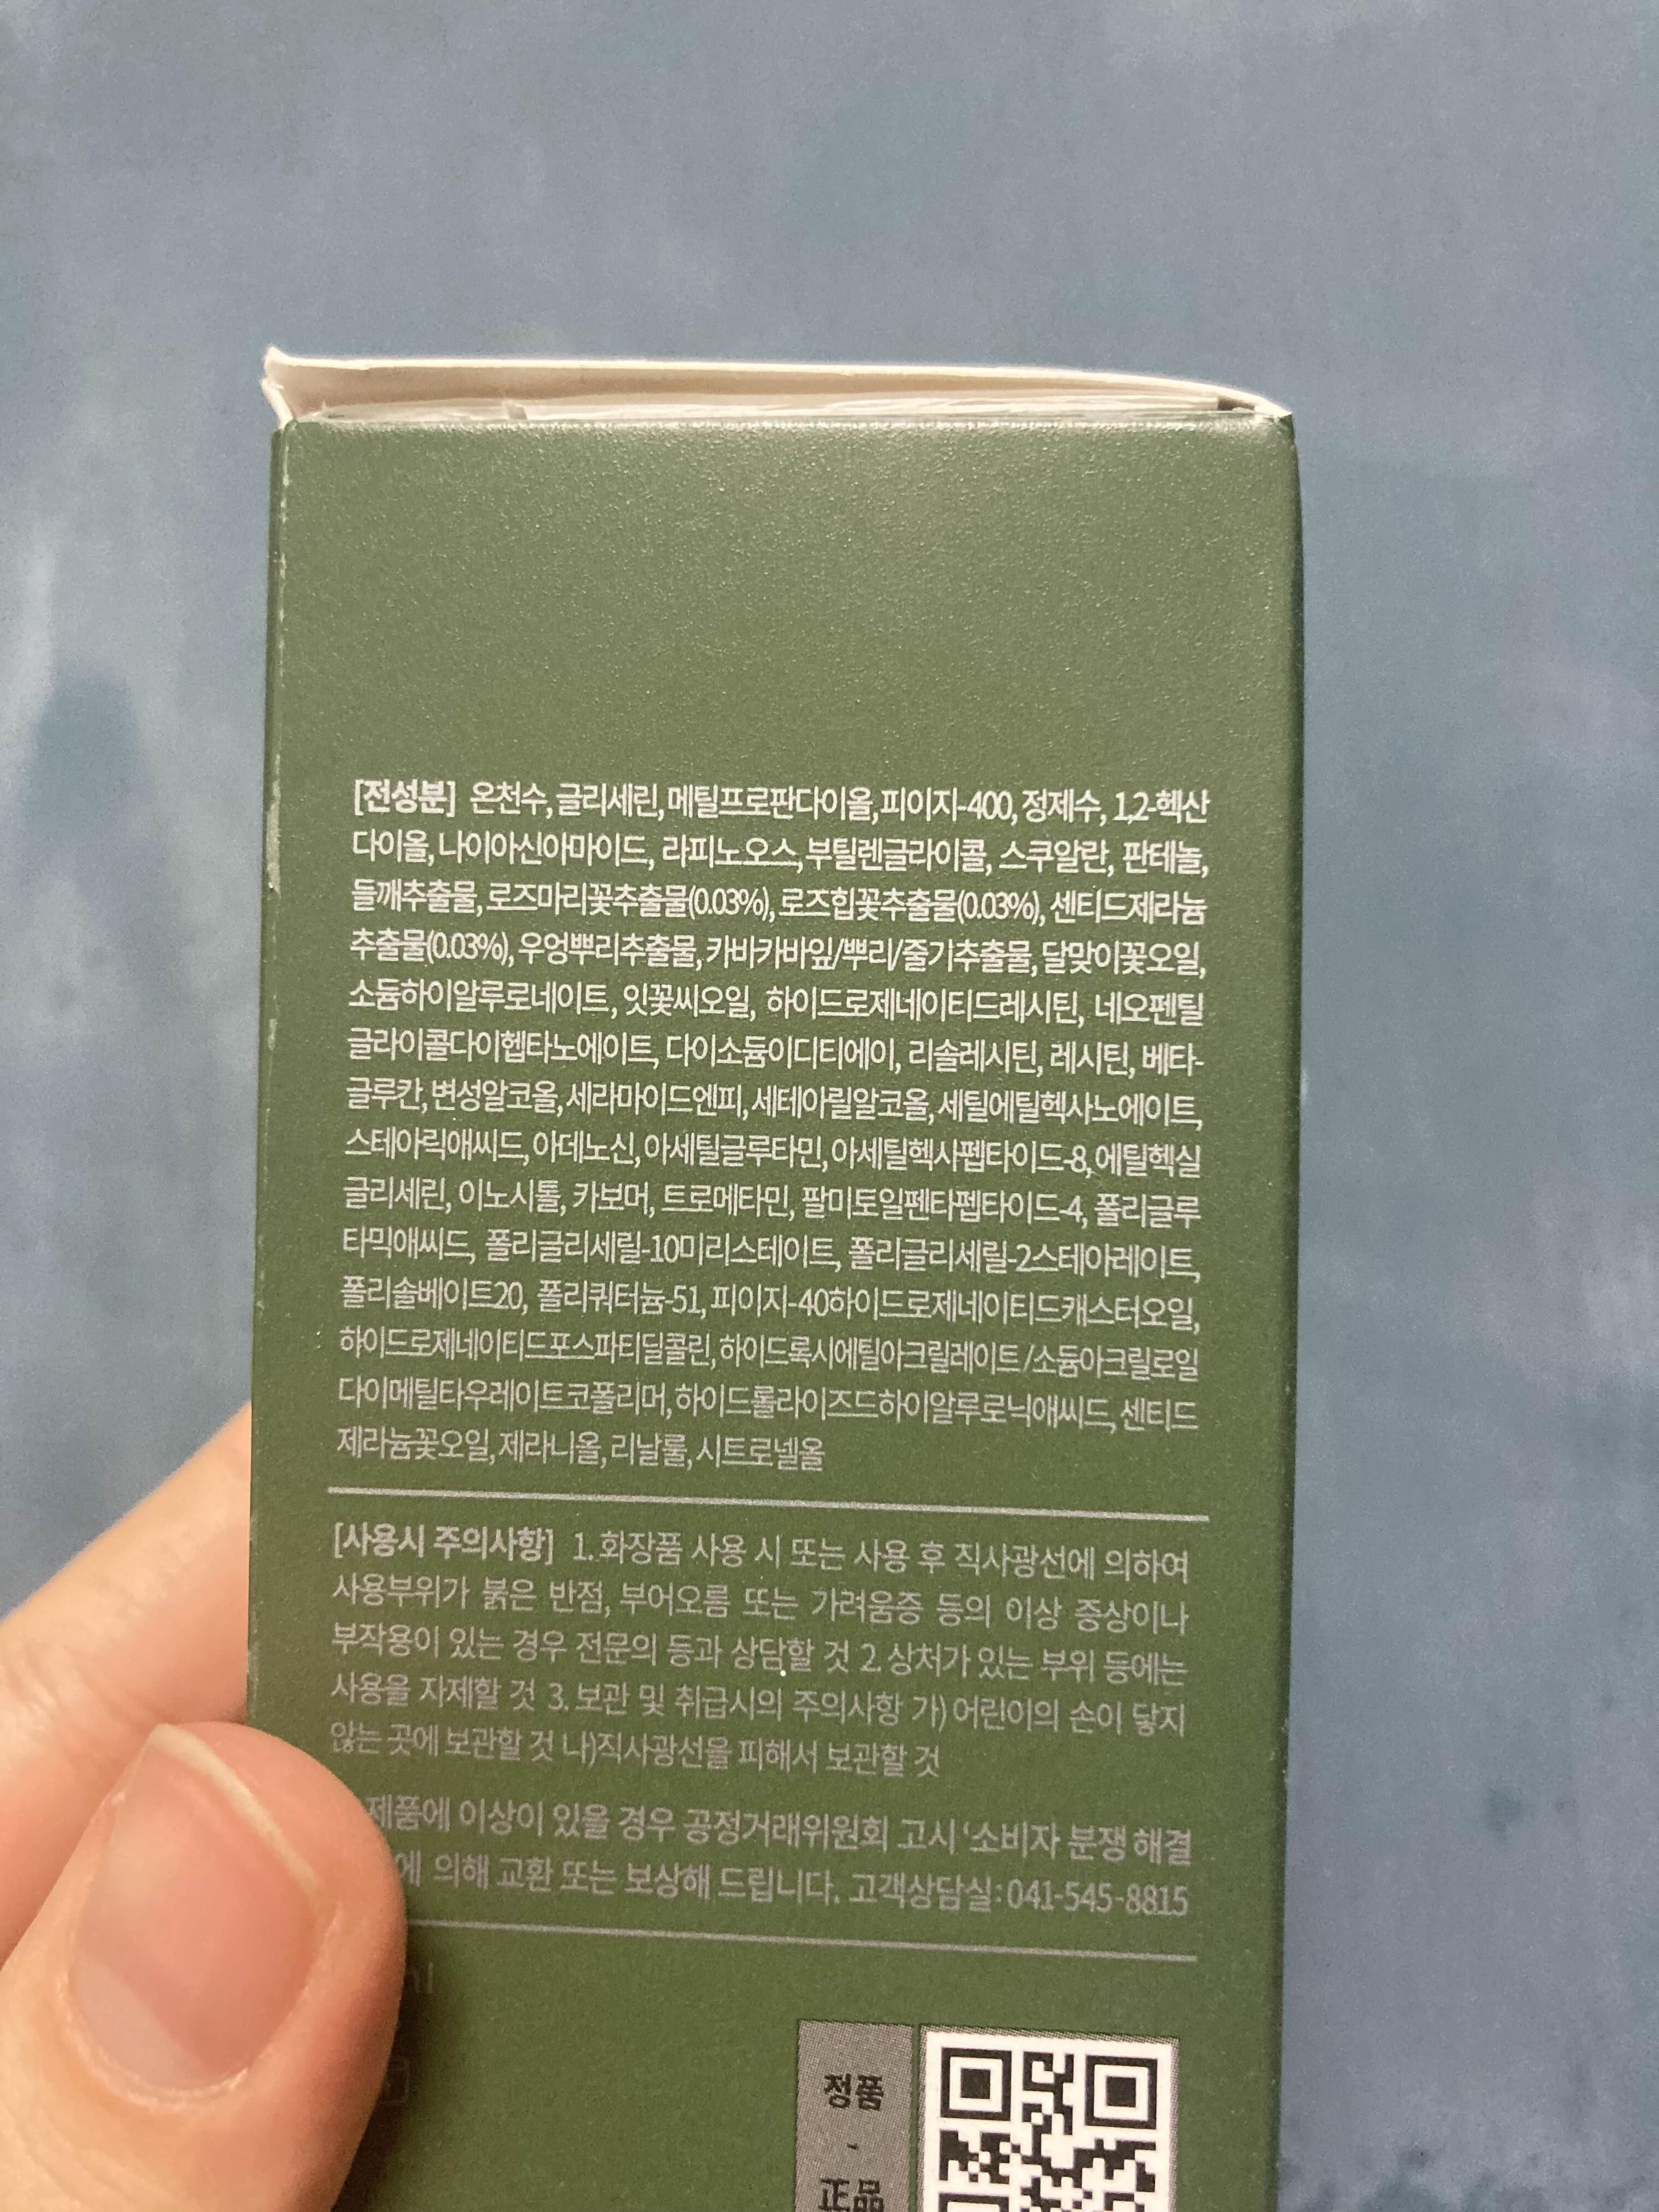 [전성분] 온천수, 글리세린, 메틸프로판다이올, 피이지-400, 정제수, 1,2-헥산
다이올, 나이아신아마이드, 라피노오스, 부틸렌글라이콜, 스쿠알란, 판테놀,
들깨추출물, 로즈마리꽃추출물(0.03%), 로즈힙꽃추출물(0.03%), 센티드제라늄
추출물(0.03%), 우엉뿌리추출물, 카바카바잎/뿌리/줄기추출물, 달맞이꽃오일,
소듐하이알루로네이트, 잇꽃씨오일, 하이드로제네이티드레시틴, 네오펜틸
글라이콜다이헵타노에이트, 다이소듐이디티에이, 리솔레시틴, 레시틴, 베타-
글루칸, 변성알코올, 세라마이드엔피, 세테아릴알코올, 세틸에틸헥사노에이트,
스테아릭애씨드, 아데노신, 아세틸글루타민, 아세틸헥사펩타이드-8, 에틸헥실
글리세린, 이노시톨, 카보머, 트로메타민, 팔미토일펜타펩타이드-4, 폴리글루
타믹애씨드, 폴리글리세릴-10미리스테이트, 폴리글리세릴-2스테아레이트,
폴리솔베이트20, 폴리쿼터늄-51, 피이지-40하이드로제네이티드캐스터오일,
하이드로제네이티드포스파티딜콜린, 하이드록시에틸아크릴레이트/소듐아크릴로일
다이메틸타우레이트코폴리머, 하이드롤라이즈드하이알루로닉애씨드, 센티드
제라늄꽃오일, 제라니올, 리날룰, 시트로넬올
[사용시 주의사항] 1. 화장품 사용 시 또는 사용 후 직사광선에 의하여
사용부위가 붉은 반점, 부어오름 또는 가려움증 등의 이상 증상이나
부작용이 있는 경우 전문의 등과 상담할 것 2. 상처가 있는 부위 등에는
사용을 자제할 것 3. 보관 및 취급시의 주의사항 가) 어린이의 손이 닿지
않는 곳에 보관할 것 나)직사광선을 피해서 보관할 것
제품에 이상이 있을 경우 공정거래위원회 고시 '소비자 분쟁 해결
에 의해 교환 또는 보상해 드립니다. 고객상담실: 041-545-8815
ml
정품
-
正品